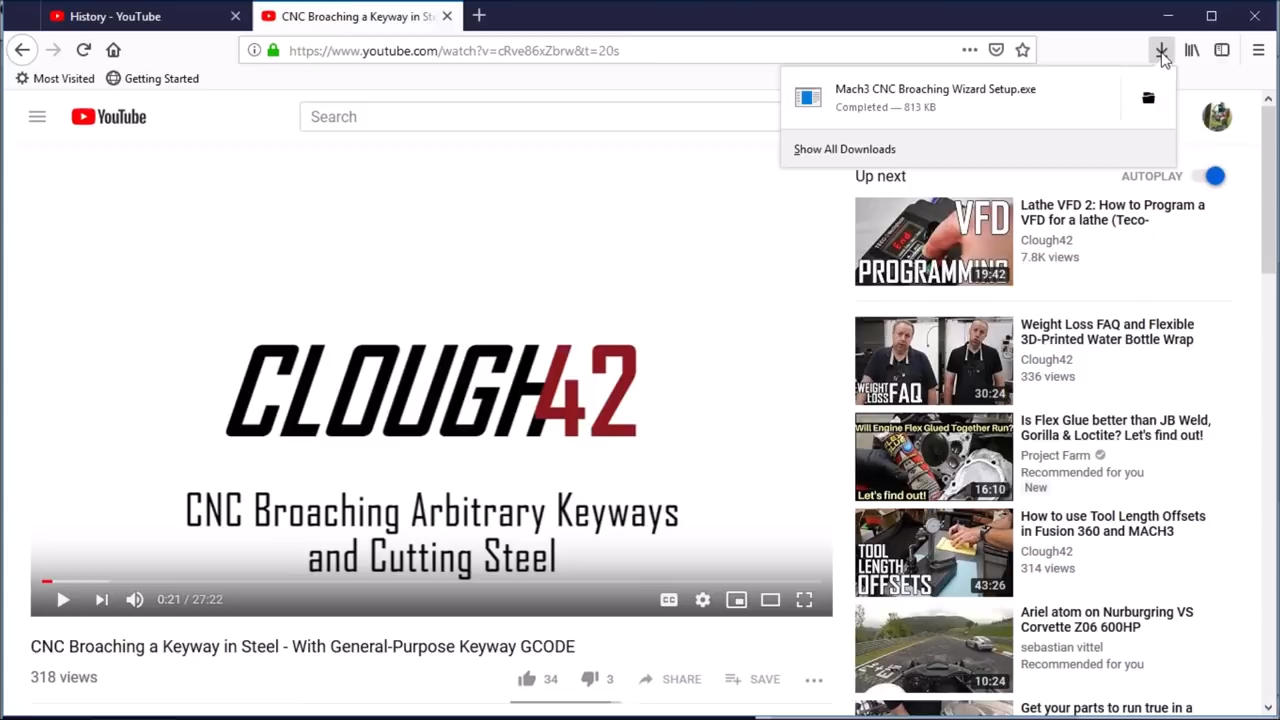 History - YouTube
CNC Broaching a Keyway in St
https://www.youtube.com/watch?v=cRve86xZbrw&t=20s
Most Visited
Getting Started
Mach3 CNC Broaching Wizard Setup.exe
Completed — 813 KB
Show All Downloads
YouTube
Search
Up next
AUTOPLAY
CLOUGH42
CNC Broaching Arbitrary Keyways
and Cutting Steel
0:21 / 27:22
CC
CNC Broaching a Keyway in Steel - With General-Purpose Keyway GCODE
318 views
34
3
SHARE
SAVE
VFD
PROGRAMMING
19:42
Lathe VFD 2: How to Program a
VFD for a lathe (Teco-
Clough42
7.8K views
WEIGHT LOSS
FAQ
30:24
Weight Loss FAQ and Flexible
3D-Printed Water Bottle Wrap
Clough42
336 views
Will Engine Flex Glued Together Run?
Let's find out!
16:10
Is Flex Glue better than JB Weld,
Gorilla & Loctite? Let's find out!
Project Farm
Recommended for you
New
TOOL
LENGTH
OFFSETS
43:26
How to use Tool Length Offsets
in Fusion 360 and MACH3
Clough42
314 views
10:24
Ariel atom on Nurburgring VS
Corvette Z06 600HP
sebastian vittel
Recommended for you
Get your parts to run true in a